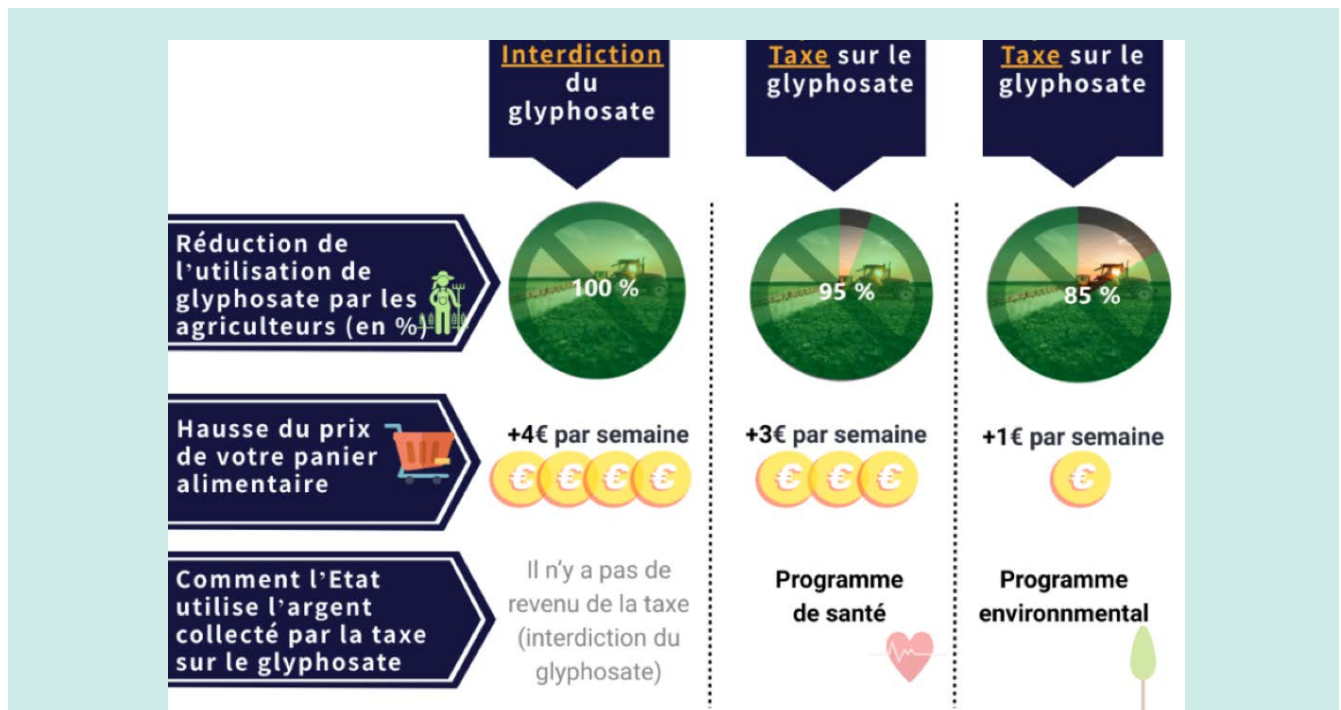 Interdiction
du
glyphosate
Taxe sur le
glyphosate
Taxe sur le
glyphosate
Réduction de
l'utilisation de
glyphosate par les
agriculteurs (en %)
100 %
95 %
85 %
Hausse du prix
de votre panier
alimentaire
+4€ par semaine
+3€ par semaine
+1€ par semaine
€ € € €
€ € €
€
Comment l'Etat
utilise l'argent
collecté par la taxe
sur le glyphosate
Il n'y a pas de
revenu de la taxe
(interdiction du
glyphosate)
Programme
de santé
Programme
environnmental